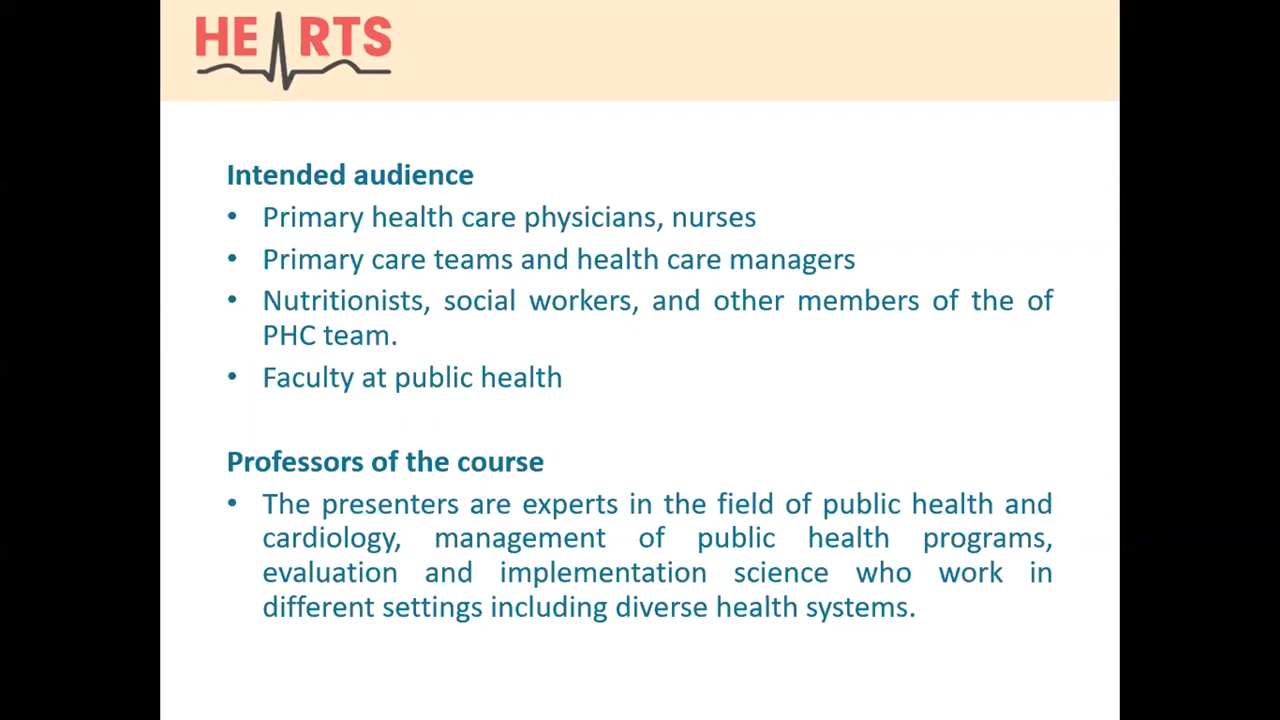 HEARTS
Intended audience
• Primary health care physicians, nurses
• Primary care teams and health care managers
• Nutritionists, social workers, and other members of the of
PHC team.
• Faculty at public health
Professors of the course
• The presenters are experts in the field of public health and
cardiology, management of public health programs,
evaluation and implementation science who work in
different settings including diverse health systems.